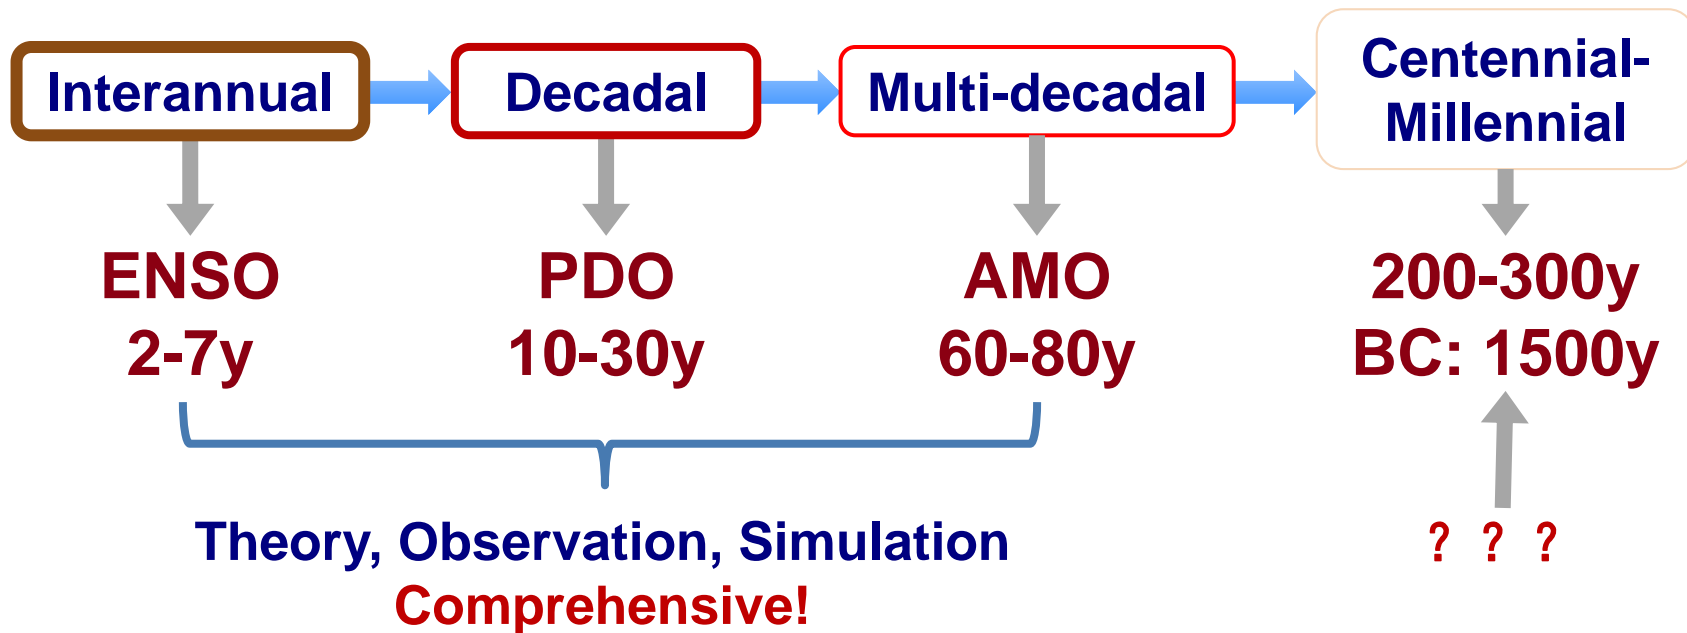 Interannual
Decadal
Multi-decadal
Centennial-
Millennial
ENSO
2-7y
PDO
10-30y
AMO
60-80y
200-300y
BC: 1500y
Theory, Observation, Simulation
Comprehensive!
? ? ?